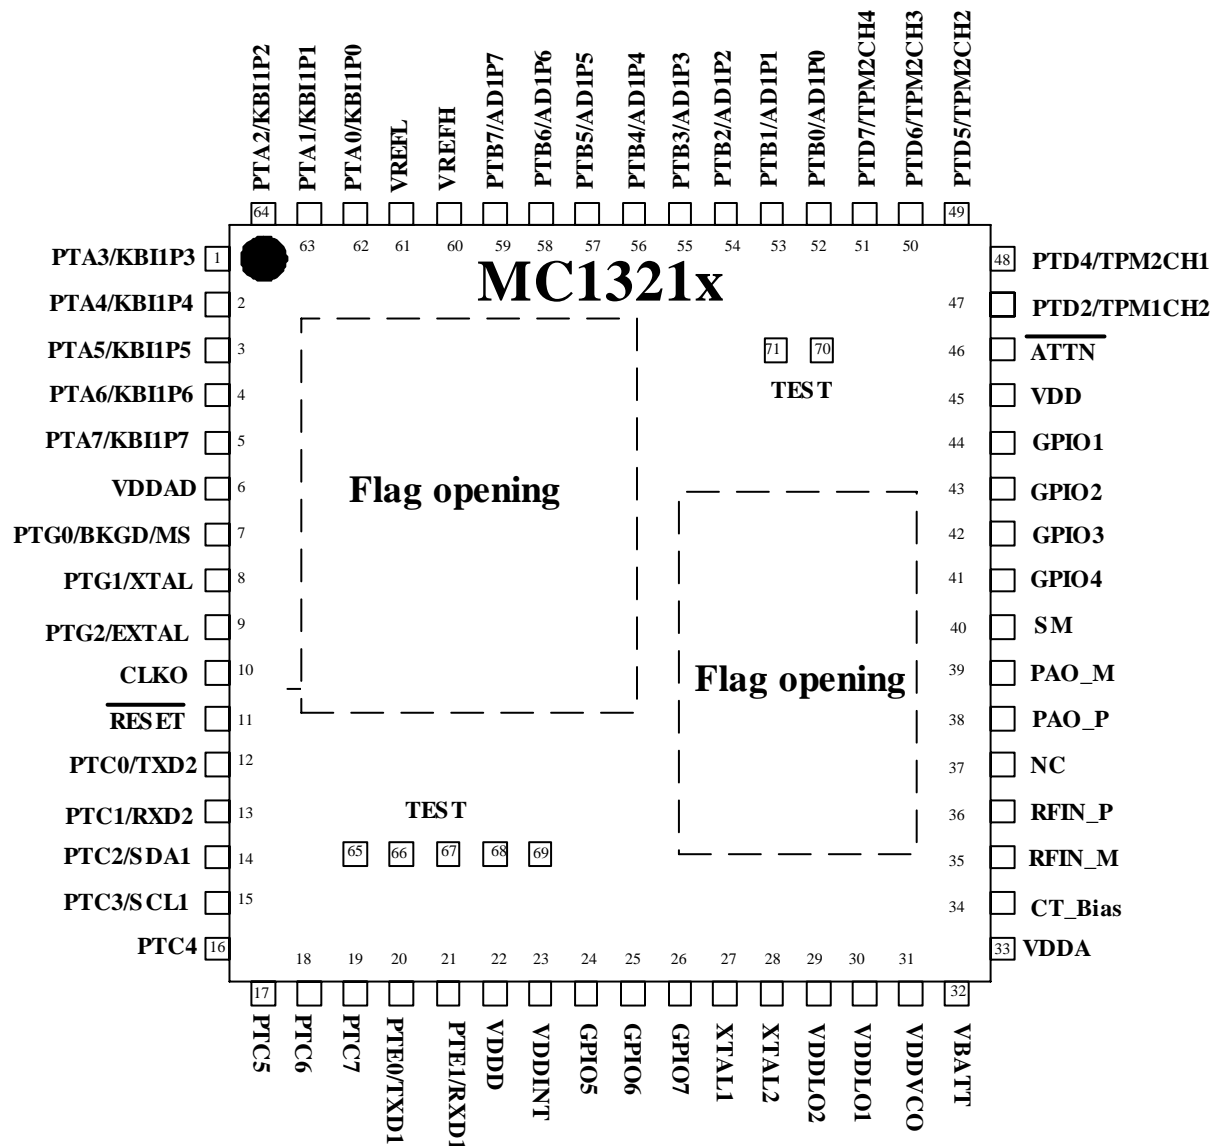 PTA2/KBI1P2
PTA1/KBI1P1
PTA0/KBI1P0
VREFL
VREFH
PTB7/AD1P7
PTB6/AD1P6
PTB5/AD1P5
PTB4/AD1P4
PTB3/AD1P3
PTB2/AD1P2
PTB1/AD1P1
PTB0/AD1P0
PTD7/TPM2CH4
PTD6/TPM2CH3
PTD5/TPM2CH2
64
63
62
61
60
59
58
57
56
55
54
53
52
51
50
49
MC1321x
PTA3/KBI1P3 1
PTA4/KBI1P4 2
PTA5/KBI1P5 3
PTA6/KBI1P6 4
PTA7/KBI1P7 5
VDDAD 6
PTG0/BKGD/MS 7
PTG1/XTAL 8
PTG2/EXTAL 9
CLKO 10
RESET 11
PTC0/TXD2 12
PTC1/RXD2 13
PTC2/SDA1 14
PTC3/SCL1 15
PTC4 16
71 70
TEST
Flag opening
Flag opening
TEST
65 66 67 68 69
48 PTD4/TPM2CH1
47 PTD2/TPM1CH2
46 ATTN
45 VDD
44 GPIO1
43 GPIO2
42 GPIO3
41 GPIO4
40 SM
39 PAO_M
38 PAO_P
37 NC
36 RFIN_P
35 RFIN_M
34 CT_Bias
33 VDDA
17
18
19
20
21
22
23
24
25
26
27
28
29
30
31
32
PTC5
PTC6
PTC7
PTE0/TXD1
PTE1/RXD1
VDDD
VDDINT
GPIO5
GPIO6
GPIO7
XTAL1
XTAL2
VDDLO2
VDDLO1
VDDVCO
VBATT